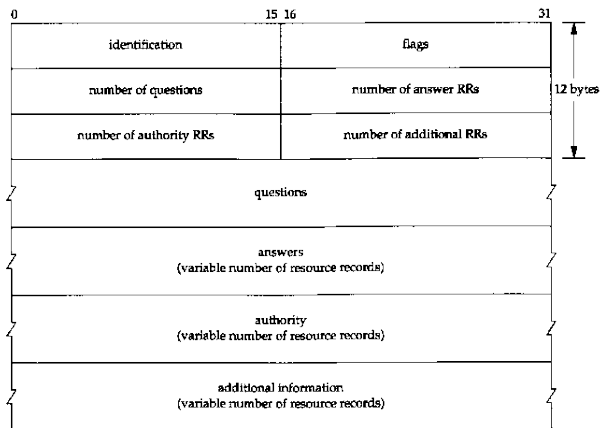 0 15 16 31
identification flags
number of questions number of answer RRs 12 bytes
number of authority RRs number of additional RRs
questions
answers
(variable number of resource records)
authority
(variable number of resource records)
additional information
(variable number of resource records)